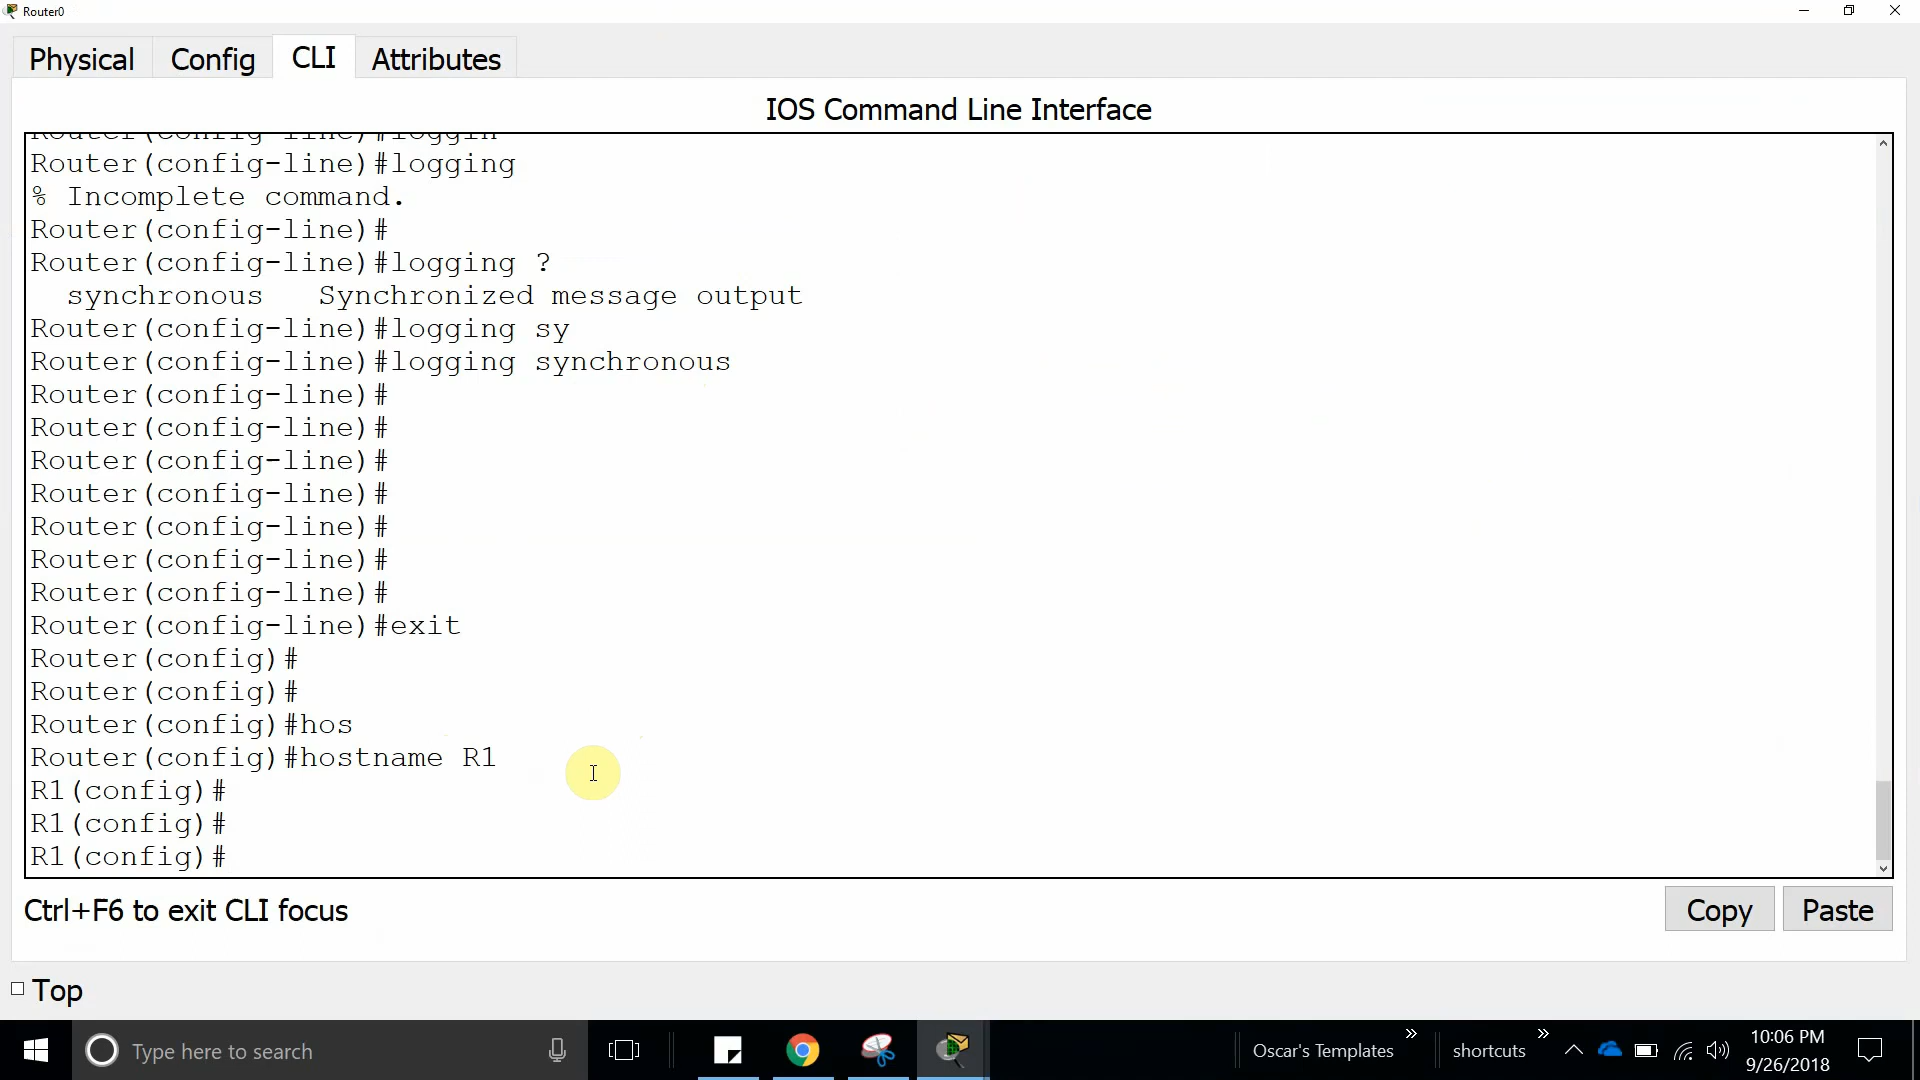 Router0
Physical Config CLI Attributes
IOS Command Line Interface
Router(config-line)#loggin
Router(config-line)#logging
% Incomplete command.
Router(config-line)#
Router(config-line)#logging ?
  synchronous   Synchronized message output
Router(config-line)#logging sy
Router(config-line)#logging synchronous
Router(config-line)#
Router(config-line)#
Router(config-line)#
Router(config-line)#
Router(config-line)#
Router(config-line)#
Router(config-line)#
Router(config-line)#exit
Router(config)#
Router(config)#
Router(config)#hos
Router(config)#hostname R1
R1(config)#
R1(config)#
R1(config)#
Ctrl+F6 to exit CLI focus
Copy Paste
Top
Type here to search
Oscar's Templates » shortcuts »
10:06 PM
9/26/2018